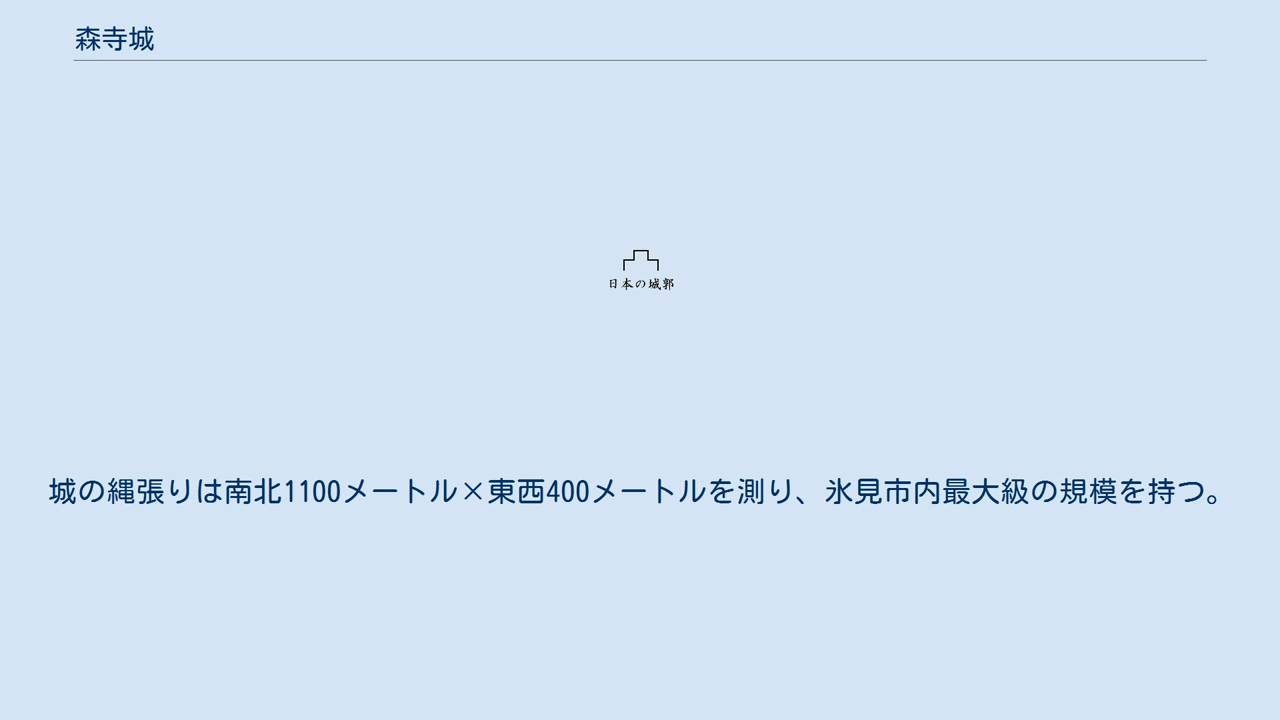 森寺城
日本の城郭
城の縄張りは南北1100メートル×東西400メートルを測り、氷見市内最大級の規模を持つ。